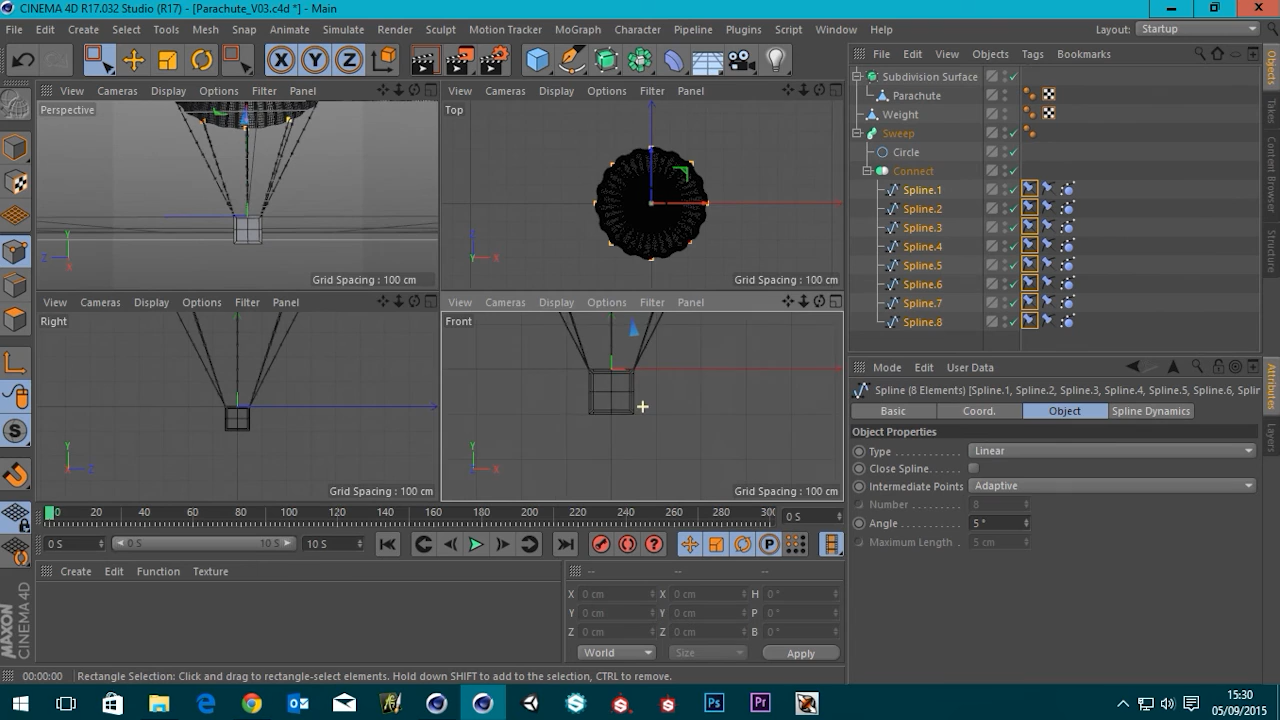 CINEMA 4D R17.032 Studio (R17) - [Parachute_V03.c4d *] - Main
File Edit Create Select Tools Mesh Snap Animate Simulate Render Sculpt Motion Tracker MoGraph Character Pipeline Plugins Script Window Help Layout: Startup
File Edit View Objects Tags Bookmarks
X Y Z
View Cameras Display Options Filter Panel
Perspective
Grid Spacing : 100 cm
Y
Z X
View Cameras Display Options Filter Panel
Top
Z
Y X
Grid Spacing : 100 cm
Subdivision Surface
Parachute
Weight
Sweep
Circle
Connect
Spline.1
Spline.2
Spline.3
Spline.4
Spline.5
Spline.6
Spline.7
Spline.8
Objects
Takes
Content Browser
Structure
View Cameras Display Options Filter Panel
Right
Y
X Z
Grid Spacing : 100 cm
View Cameras Display Options Filter Panel
Front
Y
Z X
Grid Spacing : 100 cm
Mode Edit User Data
Spline (8 Elements) [Spline.1, Spline.2, Spline.3, Spline.4, Spline.5, Spline.6, Spl
Basic Coord. Object Spline Dynamics
Object Properties
Type Linear
Close Spline.
Intermediate Points Adaptive
Number 8
Angle 5 °
Maximum Length . 5 cm
Attributes
Layers
S
0 20 40 60 80 100 120 140 160 180 200 220 240 260 280 300 0 S
0 S 0 S 10 S 10 S P
Create Edit Function Texture
-- -- --
X 0 cm X 0 cm H 0 °
Y 0 cm Y 0 cm P 0 °
Z 0 cm Z 0 cm B 0 °
World Size Apply
MAXON
CINEMA 4D
00:00:00 Rectangle Selection: Click and drag to rectangle-select elements. Hold down SHIFT to add to the selection, CTRL to remove.
Ps Pr
15:30
05/09/2015